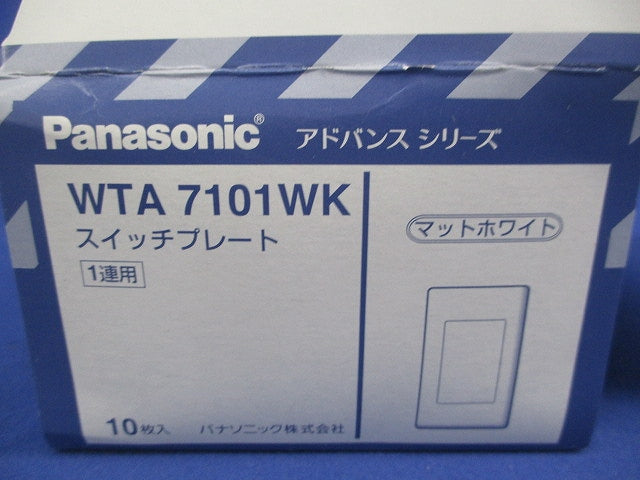 Panasonic® アドバンス シリーズ
WTA 7101WK
スイッチプレート
1連用
マットホワイト
10枚入 パナソニック株式会社